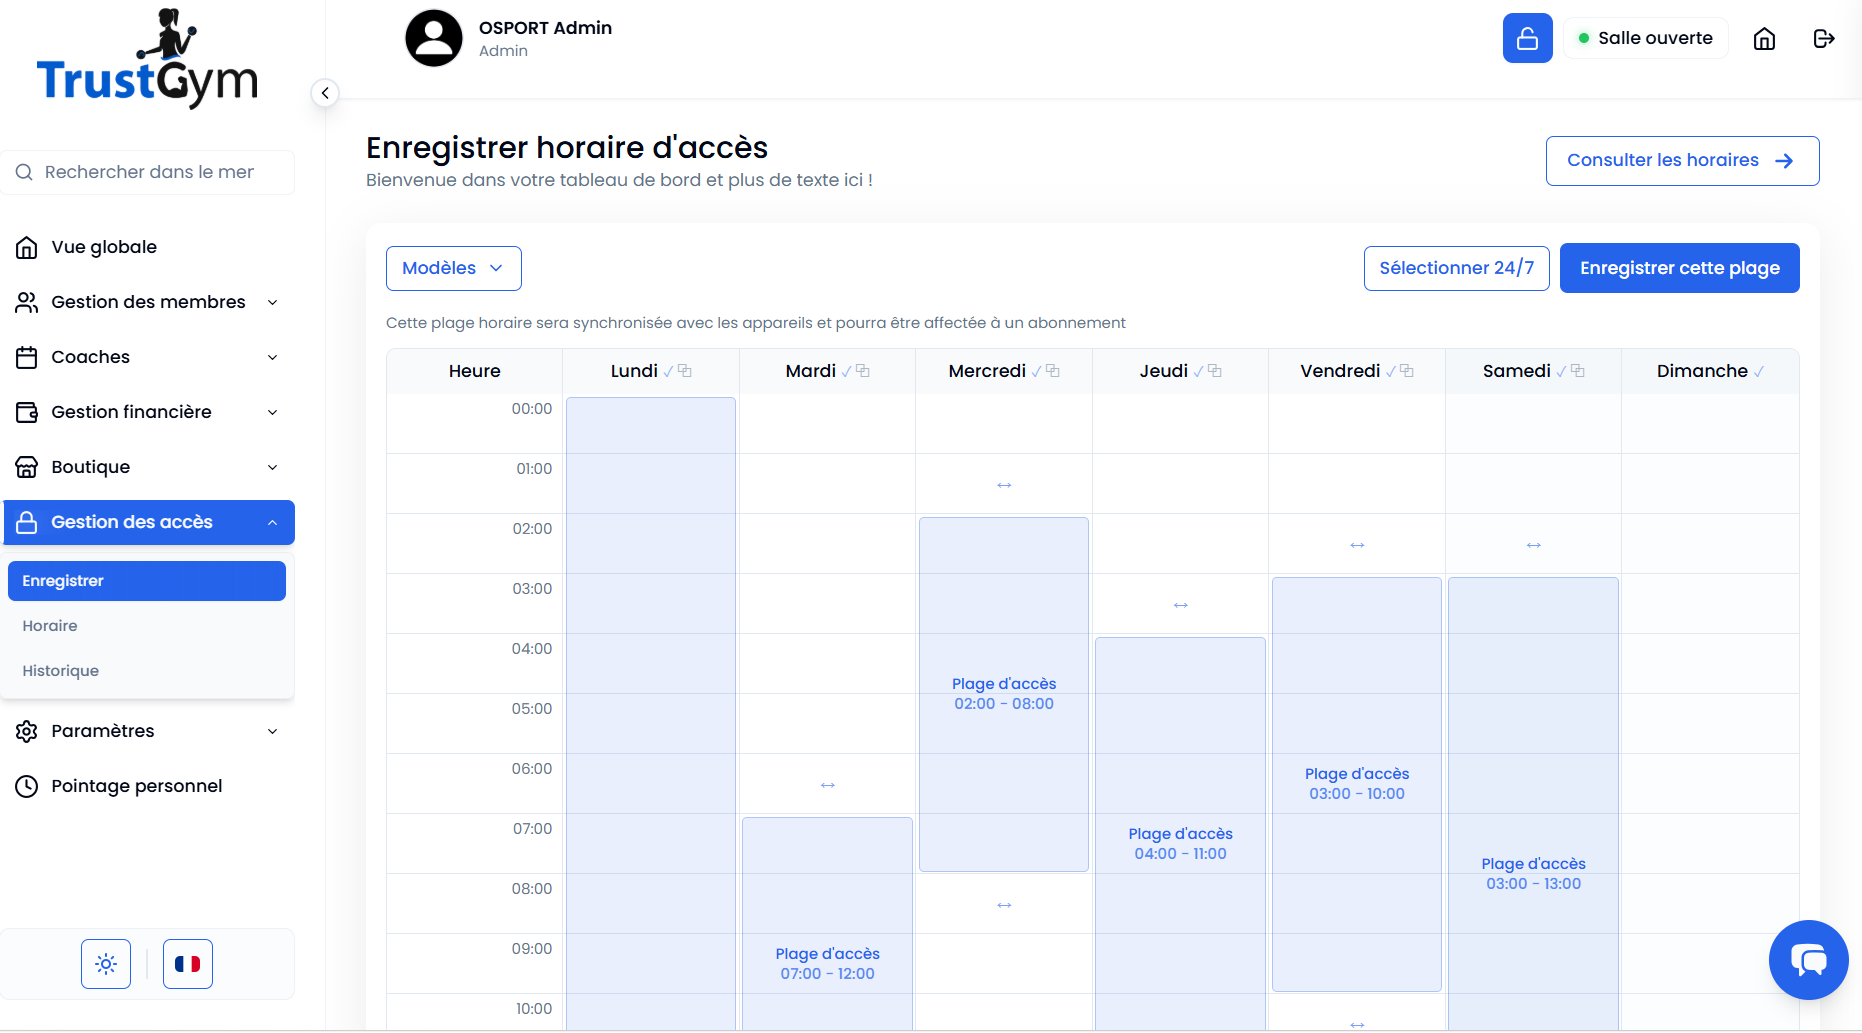 TrustGym
OSPORT Admin
Admin
Salle ouverte
Rechercher dans le mer
Vue globale
Gestion des membres
Coaches
Gestion financière
Boutique
Gestion des accès
Enregistrer
Horaire
Historique
Paramètres
Pointage personnel
Enregistrer horaire d'accès
Bienvenue dans votre tableau de bord et plus de texte ici !
Consulter les horaires →
Modèles
Sélectionner 24/7
Enregistrer cette plage
Cette plage horaire sera synchronisée avec les appareils et pourra être affectée à un abonnement
Heure Lundi ✓ Mardi ✓ Mercredi ✓ Jeudi ✓ Vendredi ✓ Samedi ✓ Dimanche ✓
00:00
01:00
↔
02:00
↔ ↔
03:00
↔
04:00
Plage d'accès
02:00 - 08:00
05:00
06:00
↔
Plage d'accès
03:00 - 10:00
07:00
Plage d'accès
04:00 - 11:00
Plage d'accès
03:00 - 13:00
08:00
↔
09:00
Plage d'accès
07:00 - 12:00
10:00
↔